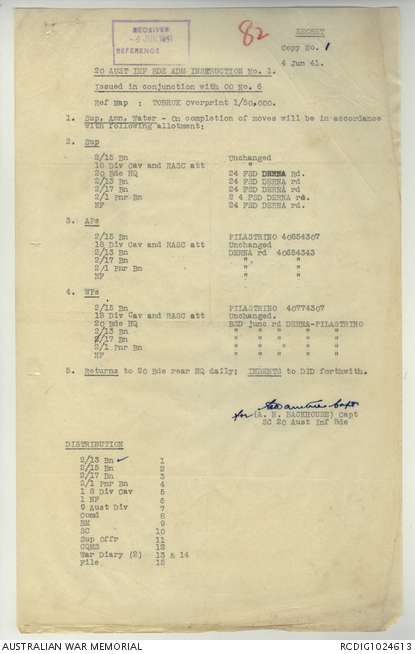 RECEIVED
JUN 1941
REFERENCE
82
SECRET
Copy No. 1
4 Jun 41.
20 AUST INF BDE ADM INSTRUCTION No. 1.
Issued in conjunction with OO No. 6
Ref Map : TOBRUK overprint 1/50,000.
1. Sup, Amn, Water - On completion of moves will be in accordance
with following allotment:
2. Sup
2/15 Bn Unchanged
18 Div Cav and RASC att "
20 Bde HQ 24 FSD DERNA Rd.
2/13 Bn 24 FSD DERNA rd
2/17 Bn 24 FSD DERNA rd
2/1 Pnr Bn 2 4 FSD DERNA rd.
NF 24 FSD DERNA rd.
3. APs
2/15 Bn PILASTRINO 40654307
18 Div Cav and RASC att Unchanged
2/13 Bn DERNA rd 40684343
2/17 Bn " "
2/1 Pnr Bn " "
NF " "
4. WPs
2/15 Bn PILASTRINO 40774307
18 Div Cav and RASC att Unchanged.
20 Bde HQ BSD junc rd DERNA-PILASTRINO
2/13 Bn " " " " "
2/17 Bn " " " " "
2/1 Pnr Bn " " " " "
NF " " " " "
5. Returns to 20 Bde rear HQ daily; INDENTS to DID forthwith.
Capt
for (A. H. BACKHOUSE) Capt
SC 20 Aust Inf Bde
DISTRIBUTION
2/13 Bn ✓ 1
2/15 Bn 2
2/17 Bn 3
2/1 Pnr Bn 4
1 8 Div Cav 5
1 NF 6
9 Aust Div 7
Comd 8
BM 9
SC 10
Sup Offr 11
CQMS 12
War Diary (2) 13 & 14
File 15
AUSTRALIAN WAR MEMORIAL
RCDIG1024613